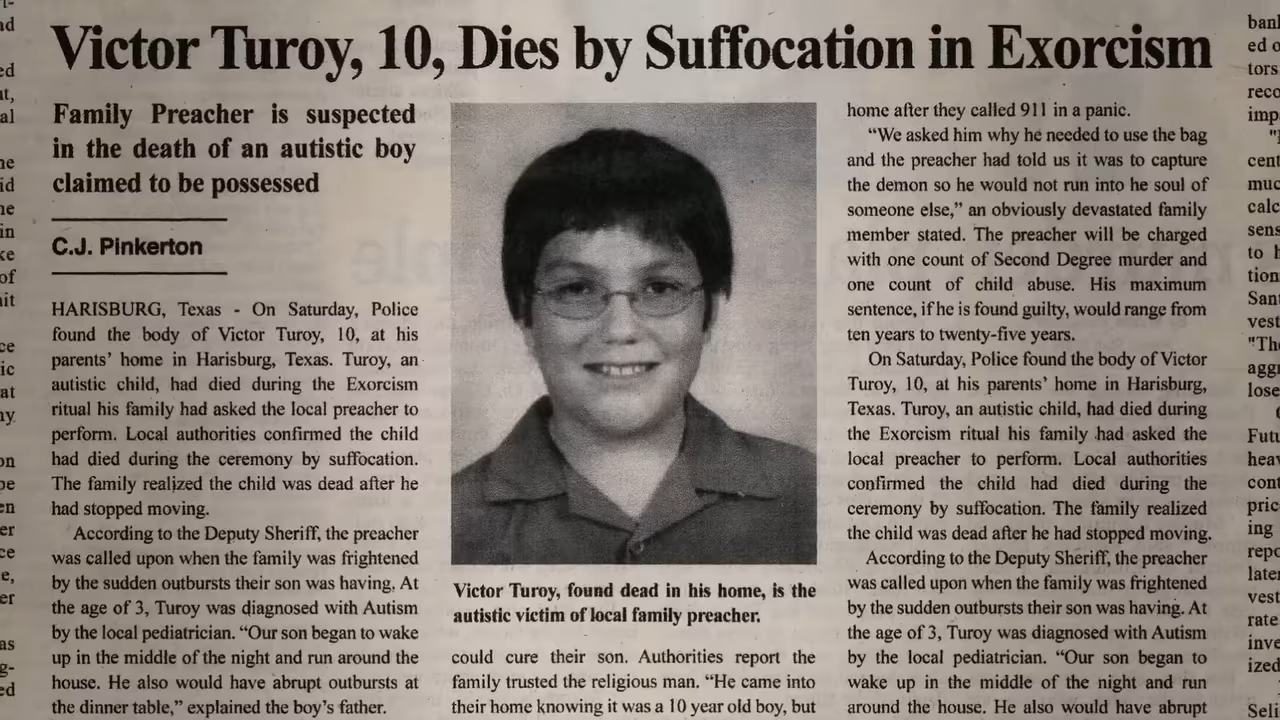 Victor Turoy, 10, Dies by Suffocation in Exorcism
Family Preacher is suspected
in the death of an autistic boy
claimed to be possessed
C.J. Pinkerton
HARISBURG, Texas - On Saturday, Police
found the body of Victor Turoy, 10, at his
parents’ home in Harisburg, Texas. Turoy, an
autistic child, had died during the Exorcism
ritual his family had asked the local preacher to
perform. Local authorities confirmed the child
had died during the ceremony by suffocation.
The family realized the child was dead after he
had stopped moving.
According to the Deputy Sheriff, the preacher
was called upon when the family was frightened
by the sudden outbursts their son was having. At
the age of 3, Turoy was diagnosed with Autism
by the local pediatrician. “Our son began to wake
up in the middle of the night and run around the
house. He also would have abrupt outbursts at
the dinner table,” explained the boy’s father.
Victor Turoy, found dead in his home, is the
autistic victim of local family preacher.
could cure their son. Authorities report the
family trusted the religious man. “He came into
their home knowing it was a 10 year old boy, but
home after they called 911 in a panic.
“We asked him why he needed to use the bag
and the preacher had told us it was to capture
the demon so he would not run into he soul of
someone else,” an obviously devastated family
member stated. The preacher will be charged
with one count of Second Degree murder and
one count of child abuse. His maximum
sentence, if he is found guilty, would range from
ten years to twenty-five years.
On Saturday, Police found the body of Victor
Turoy, 10, at his parents’ home in Harisburg,
Texas. Turoy, an autistic child, had died during
the Exorcism ritual his family had asked the
local preacher to perform. Local authorities
confirmed the child had died during the
ceremony by suffocation. The family realized
the child was dead after he had stopped moving.
According to the Deputy Sheriff, the preacher
was called upon when the family was frightened
by the sudden outbursts their son was having. At
the age of 3, Turoy was diagnosed with Autism
by the local pediatrician. “Our son began to
wake up in the middle of the night and run
around the house. He also would have abrupt